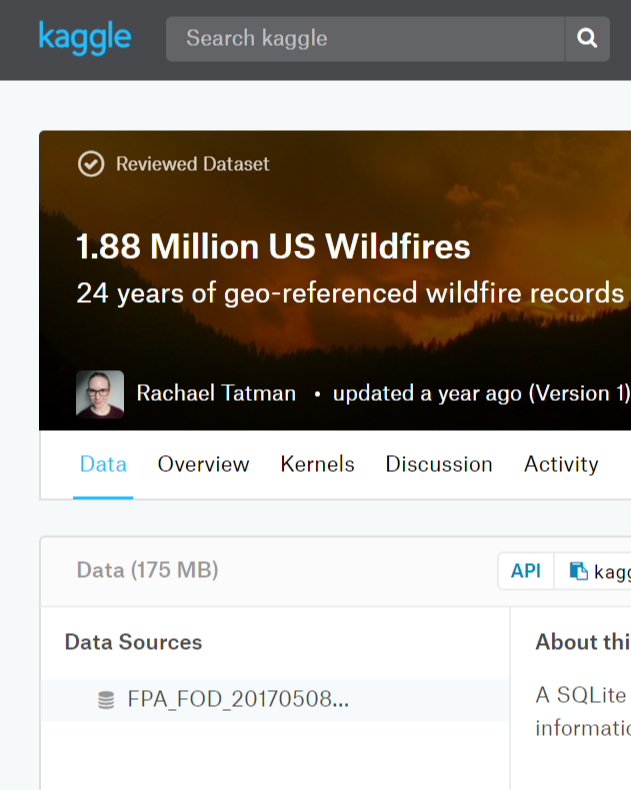 kaggle
Search kaggle
Reviewed Dataset
1.88 Million US Wildfires
24 years of geo-referenced wildfire records
Rachael Tatman • updated a year ago (Version 1)
Data Overview Kernels Discussion Activity
Data (175 MB)
API kagg
Data Sources
FPA_FOD_20170508...
About thi
A SQLite
informatic